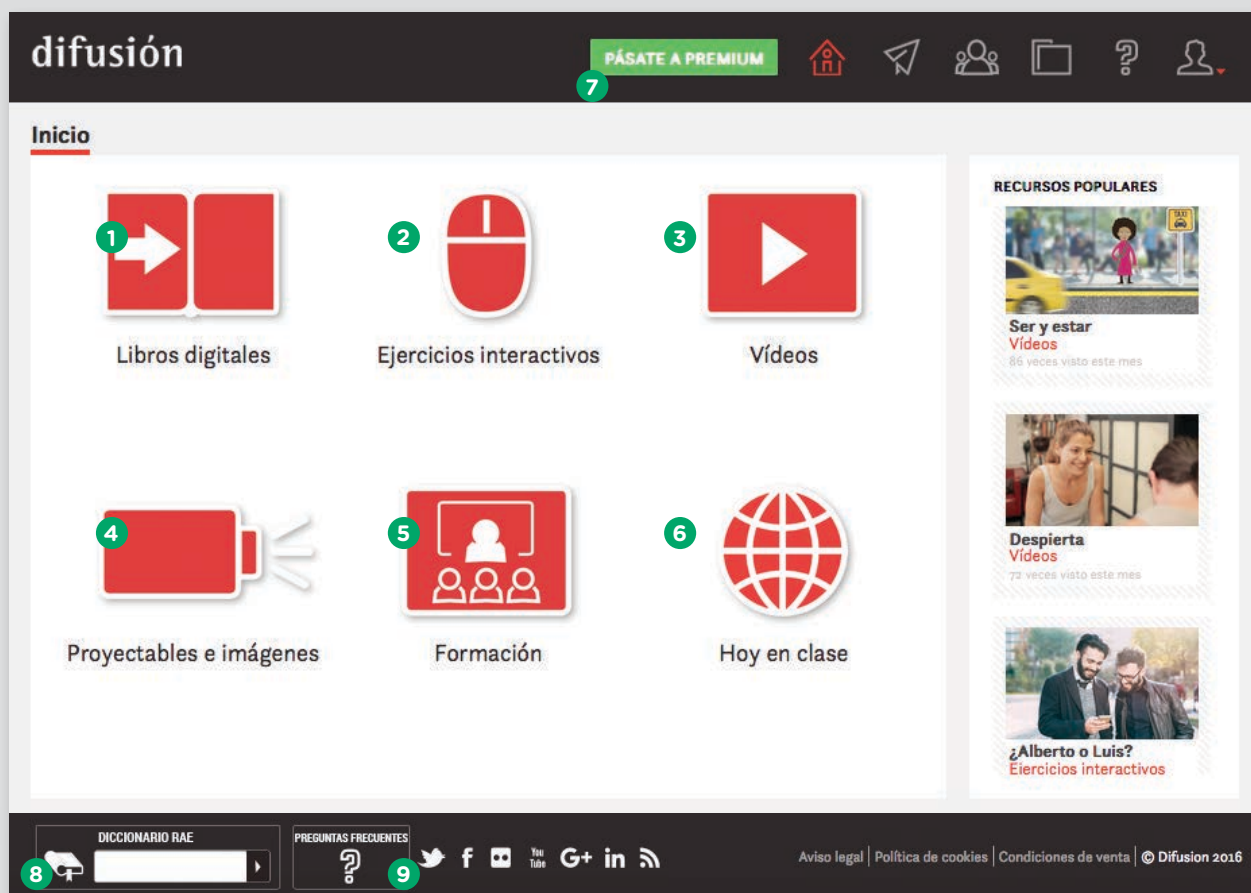 difusión
PÁSATE A PREMIUM
7
Inicio
1
2
3
Libros digitales
Ejercicios interactivos
Vídeos
4
5
6
Proyectables e imágenes
Formación
Hoy en clase
RECURSOS POPULARES
TAXI
Ser y estar
Vídeos
86 veces visto este mes
Despierta
Vídeos
72 veces visto este mes
¿Alberto o Luis?
Ejercicios interactivos
8
DICCIONARIO RAE
PREGUNTAS FRECUENTES
?
9
f
You
Tube
G+
in
Aviso legal | Política de cookies | Condiciones de venta | © Difusion 2016